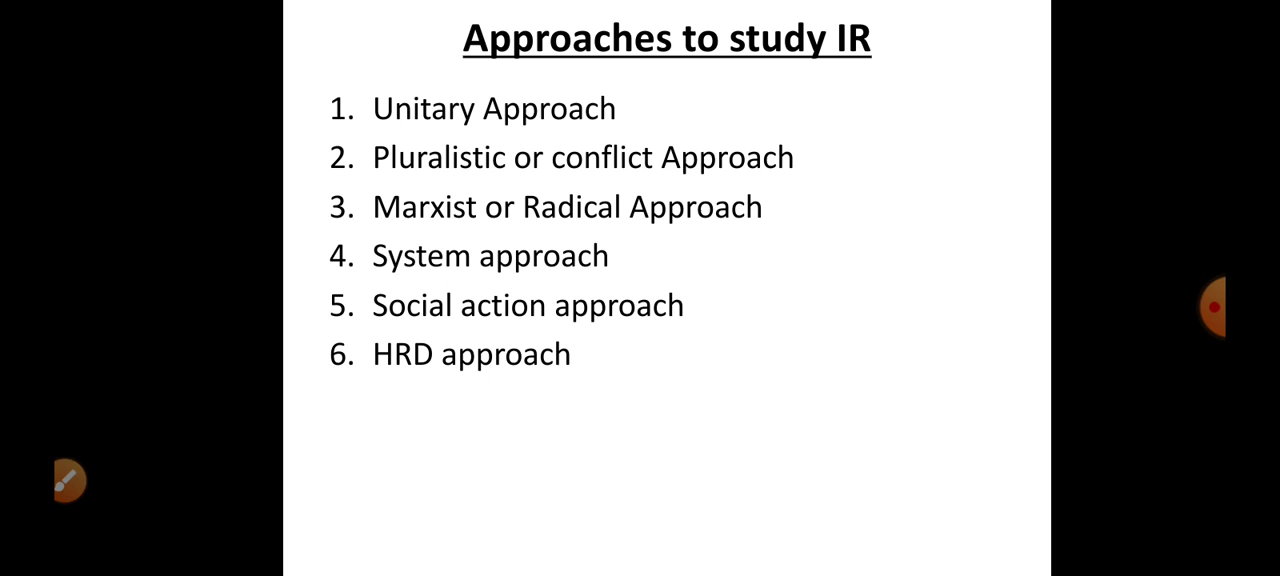 Approaches to study IR
1. Unitary Approach
2. Pluralistic or conflict Approach
3. Marxist or Radical Approach
4. System approach
5. Social action approach
6. HRD approach